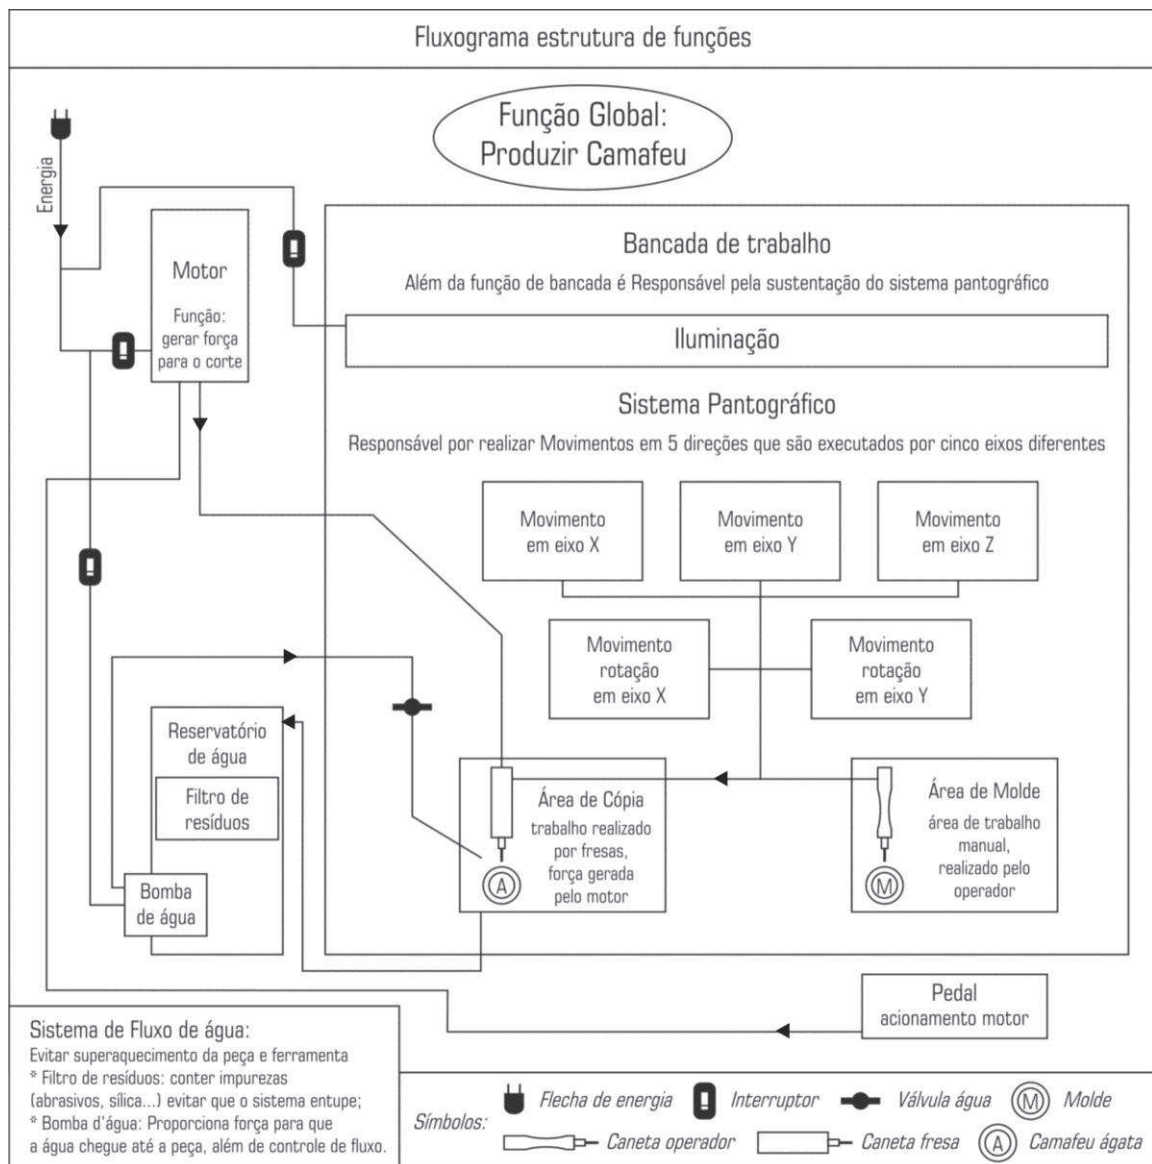 Fluxograma estrutura de funções
Função Global:
Produzir Camafeu
Energia
Motor
Função:
gerar força
para o corte
Bancada de trabalho
Além da função de bancada é Responsável pela sustentação do sistema pantográfico
Iluminação
Sistema Pantográfico
Responsável por realizar Movimentos em 5 direções que são executados por cinco eixos diferentes
Movimento
em eixo X
Movimento
em eixo Y
Movimento
em eixo Z
Movimento
rotação
em eixo X
Movimento
rotação
em eixo Y
Reservatório
de água
Filtro de
resíduos
Bomba
de água
Área de Cópia
trabalho realizado
por fresas,
força gerada
pelo motor
A
Área de Molde
área de trabalho
manual,
realizado pelo
operador
M
Pedal
acionamento motor
Sistema de Fluxo de água:
Evitar superaquecimento da peça e ferramenta
* Filtro de resíduos: conter impurezas
(abrasivos, sílica...) evitar que o sistema entupe;
* Bomba d'água: Proporciona força para que
a água chegue até a peça, além de controle de fluxo.
Símbolos:
Flecha de energia
Interruptor
Válvula água
M Molde
Caneta operador
Caneta fresa
A Camafeu ágata